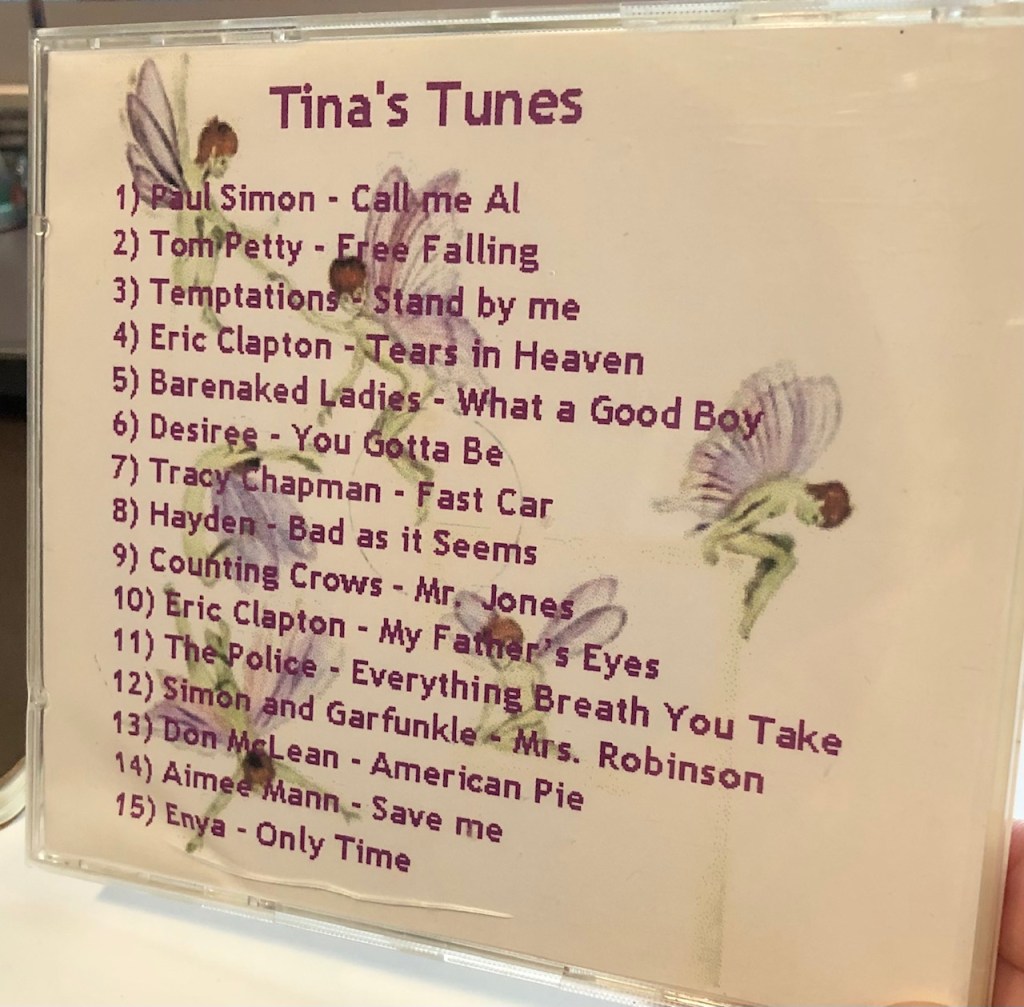 Tina's Tunes
1) Paul Simon - Call me Al
2) Tom Petty - Free Falling
3) Temptations - Stand by me
4) Eric Clapton - Tears in Heaven
5) Barenaked Ladies - What a Good Boy
6) Desiree - You Gotta Be
7) Tracy Chapman - Fast Car
8) Hayden - Bad as it Seems
9) Counting Crows - Mr. Jones
10) Eric Clapton - My Father's Eyes
11) The Police - Everything Breath You Take
12) Simon and Garfunkle - Mrs. Robinson
13) Don McLean - American Pie
14) Aimee Mann - Save me
15) Enya - Only Time